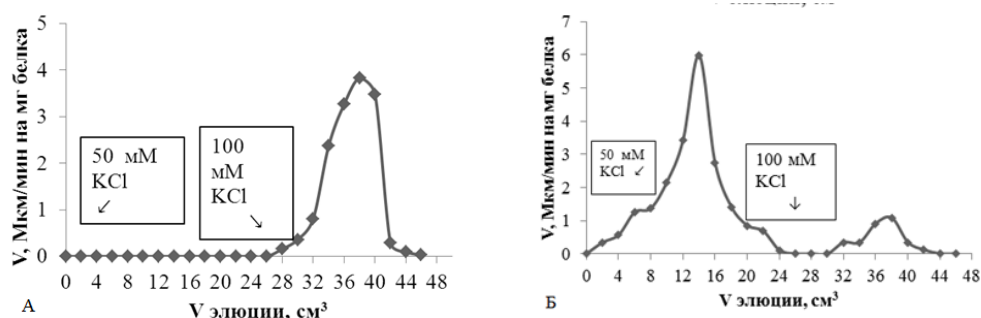 V, Мкм/мин на мг белка
5
4
3
2
1
0
50 мМ
KCl
↙
100
мМ
KCl
↘
0 4 8 12 16 20 24 28 32 36 40 44 48
А
V элюции, см³
V, Мкм/мин на мг белка
7
6
5
4
3
2
1
0
50 мМ
KCl ↙
100 мМ
KCl
↓
0 4 8 12 16 20 24 28 32 36 40 44 48
Б
V элюции, см³